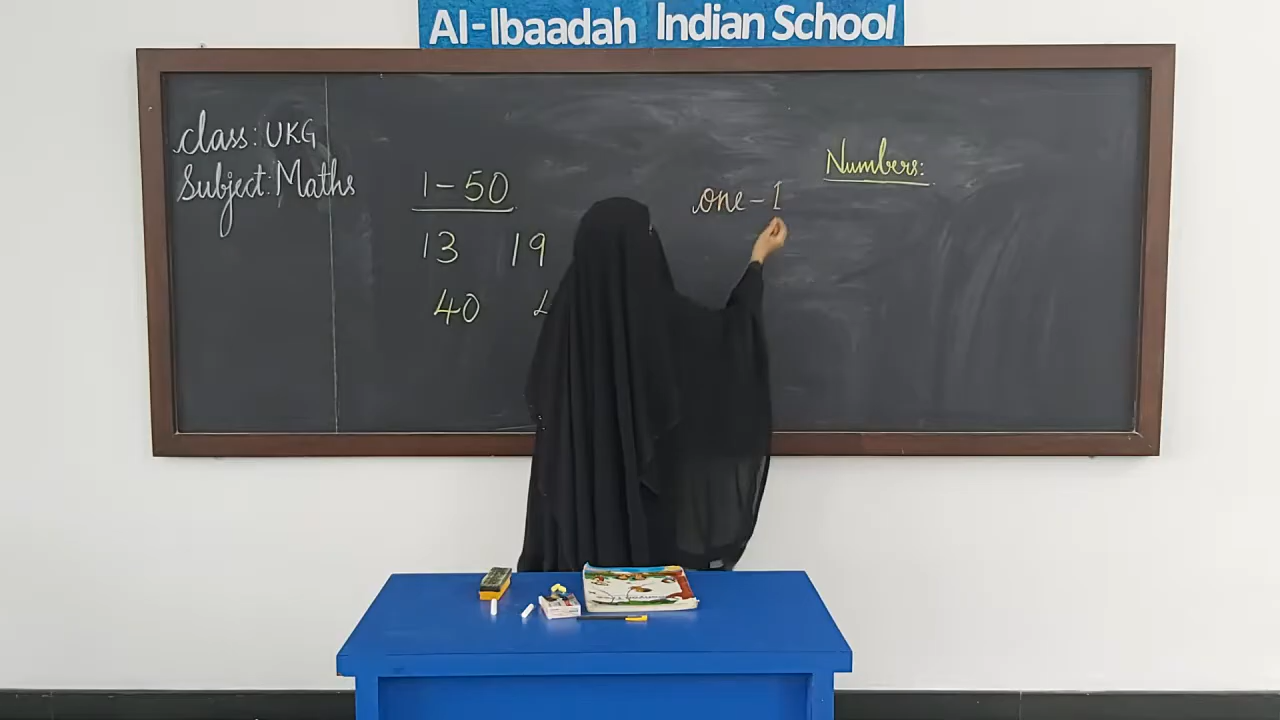 Al-Ibaadah Indian School
Class: UKG
Subject: Maths
1-50
13 19
40
Numbers:
one-1